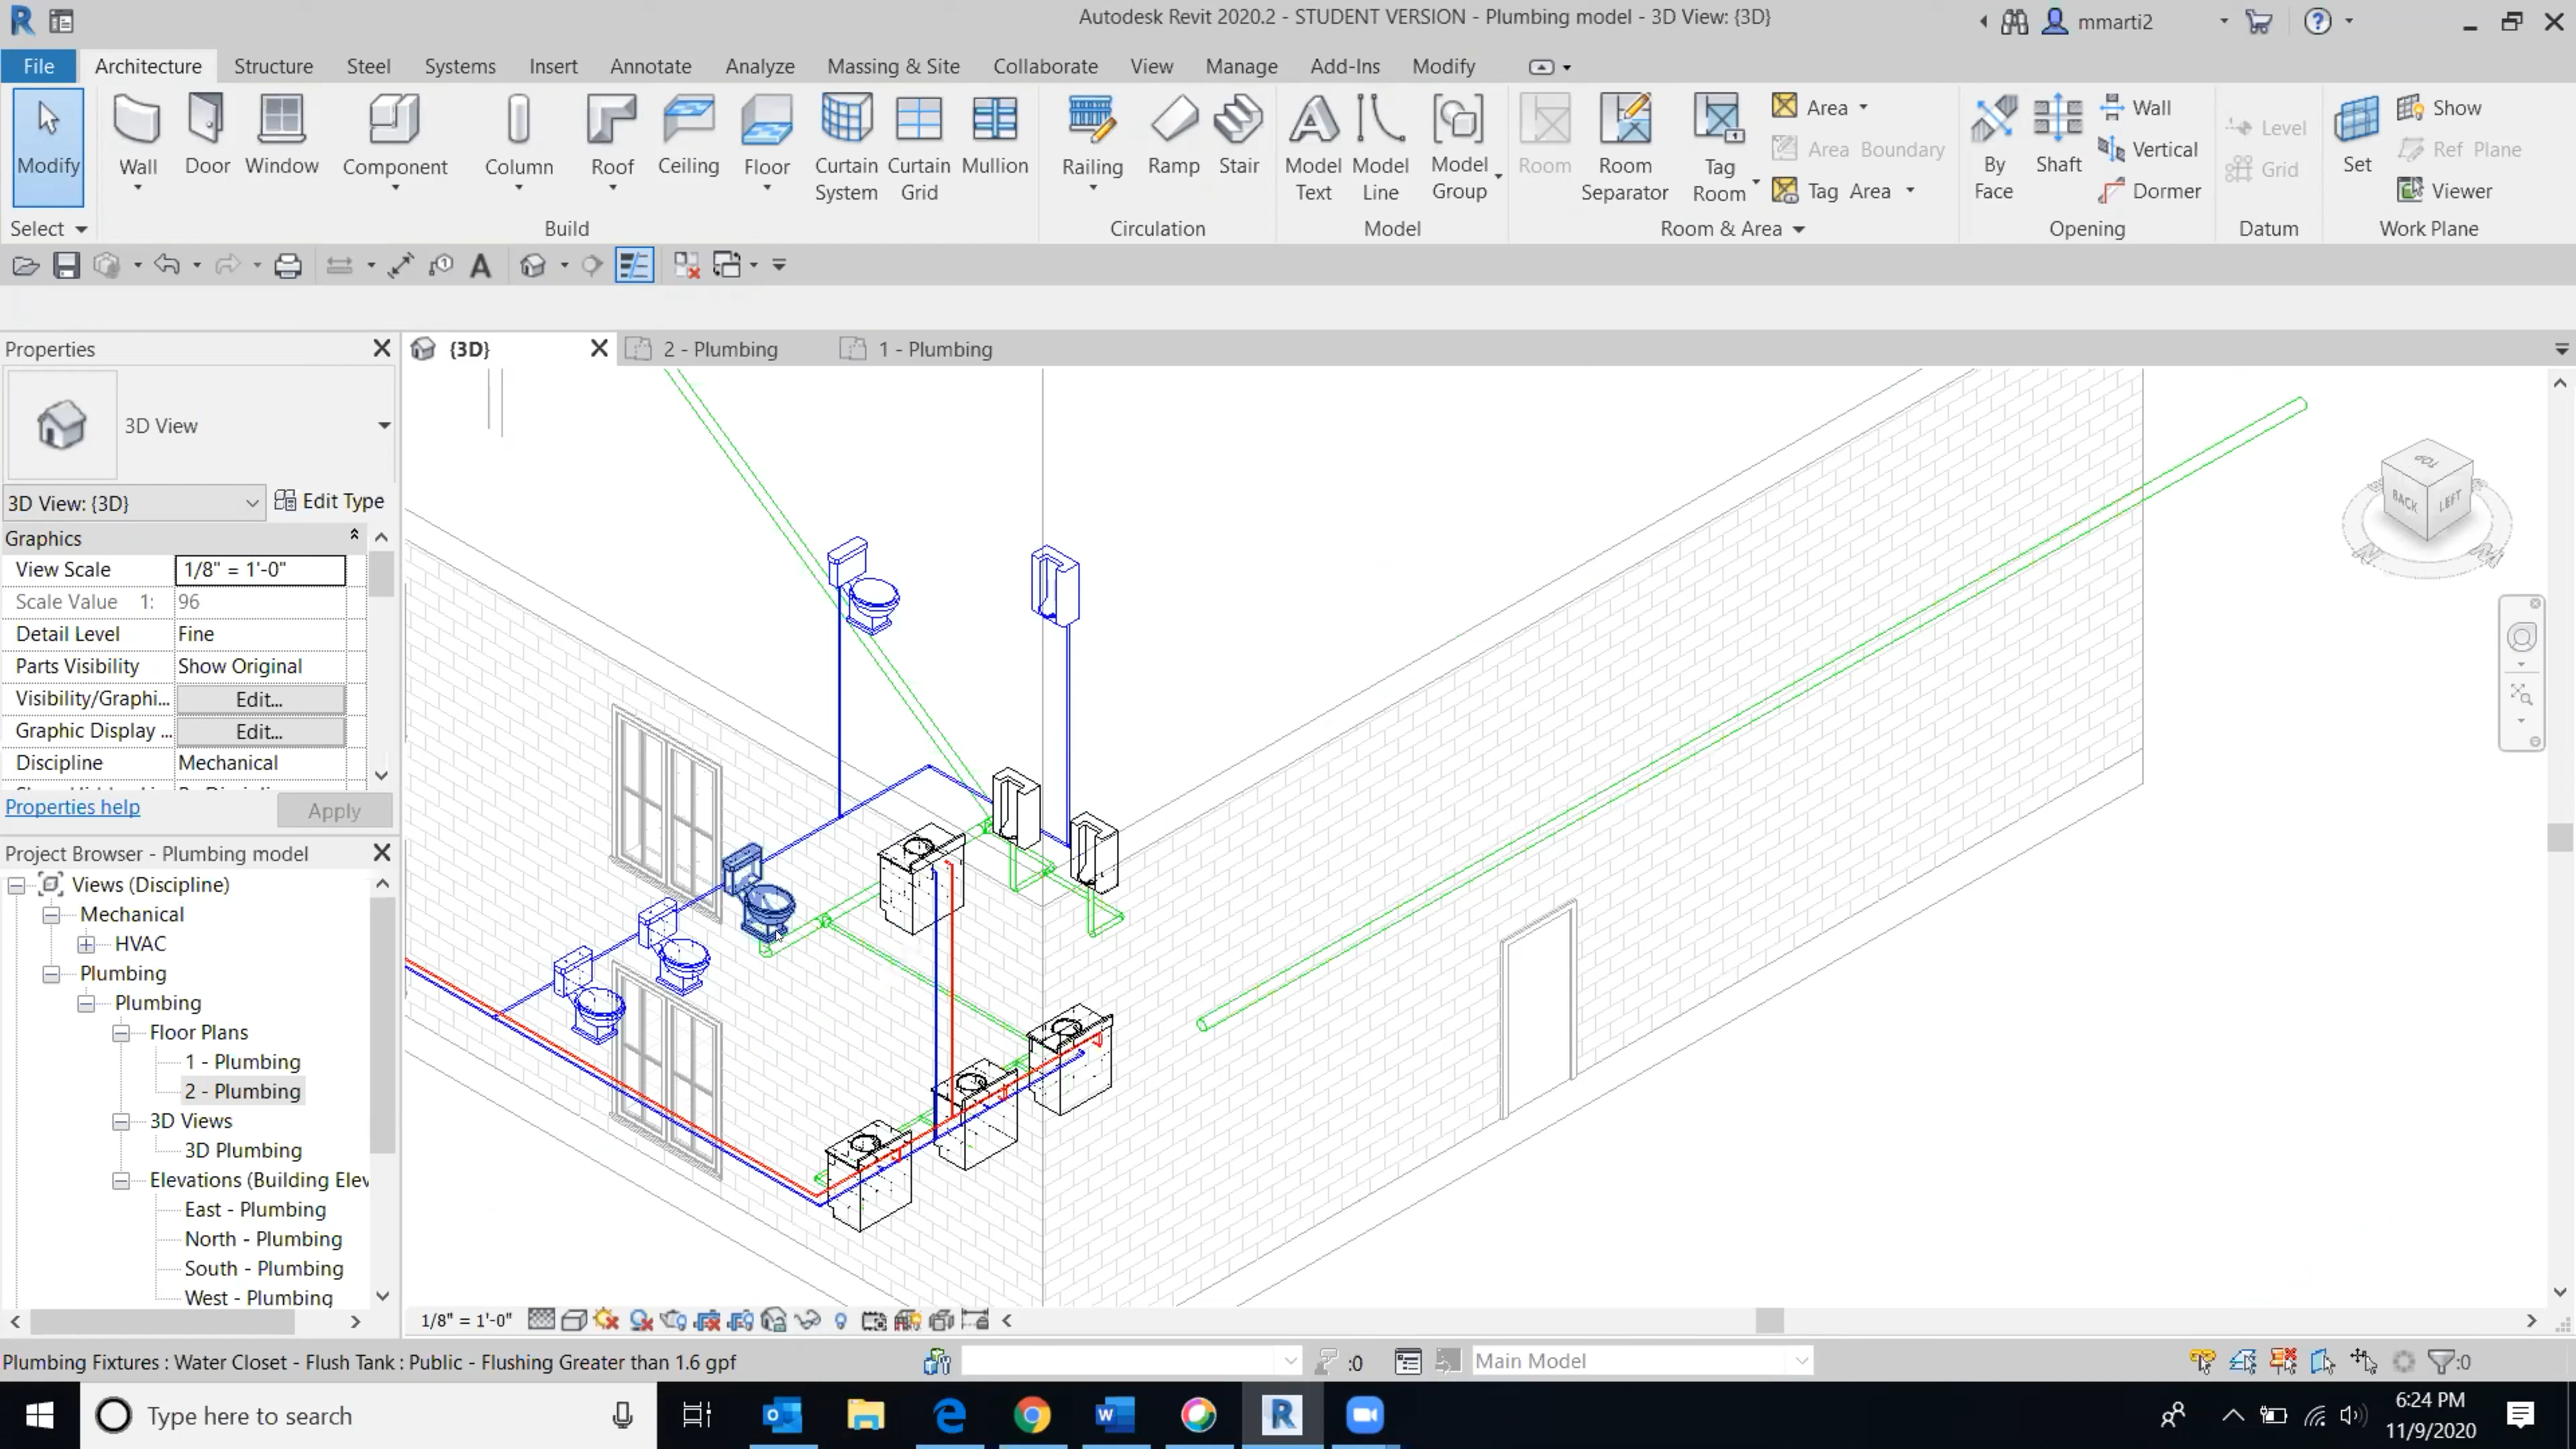 Autodesk Revit 2020.2 - STUDENT VERSION - Plumbing model - 3D View: {3D}
mmarti2
File Architecture Structure Steel Systems Insert Annotate Analyze Massing & Site Collaborate View Manage Add-Ins Modify
Modify Wall Door Window Component Column Roof Ceiling Floor Curtain System Curtain Grid Mullion Railing Ramp Stair Model Text Model Line Model Group Room Room Separator Tag Room Area By Face Shaft Wall Level Set Show
Area Boundary Vertical Grid Ref Plane
Tag Area Dormer Viewer
Select Build Circulation Model Room & Area Opening Datum Work Plane
Properties
{3D} 2 - Plumbing 1 - Plumbing
3D View
3D View: {3D} Edit Type
Graphics
View Scale 1/8" = 1'-0"
Scale Value 1: 96
Detail Level Fine
Parts Visibility Show Original
Visibility/Graphi... Edit...
Graphic Display ... Edit...
Discipline Mechanical
Properties help Apply
Project Browser - Plumbing model
Views (Discipline)
Mechanical
HVAC
Plumbing
Plumbing
Floor Plans
1 - Plumbing
2 - Plumbing
3D Views
3D Plumbing
Elevations (Building Elev
East - Plumbing
North - Plumbing
South - Plumbing
West - Plumbing
TOP
BACK LEFT
1/8" = 1'-0"
Plumbing Fixtures : Water Closet - Flush Tank : Public - Flushing Greater than 1.6 gpf
:0 Main Model :0
Type here to search
6:24 PM
11/9/2020